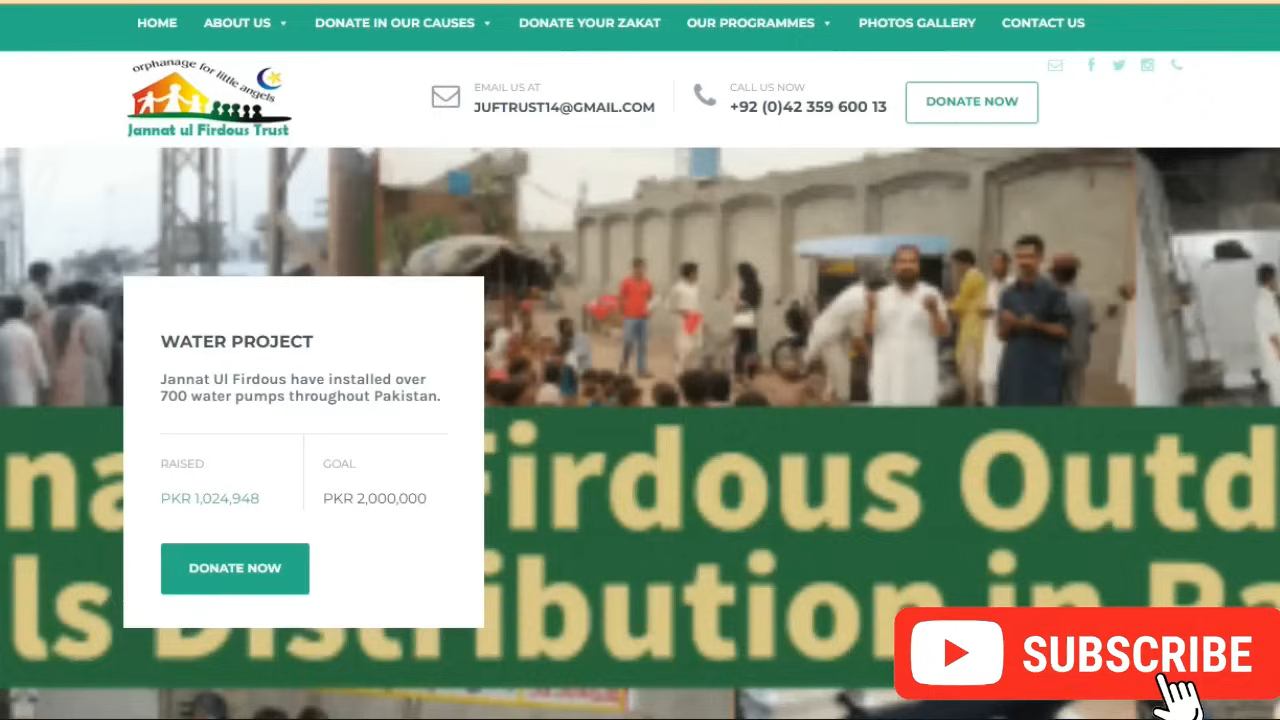 HOME ABOUT US DONATE IN OUR CAUSES DONATE YOUR ZAKAT OUR PROGRAMMES PHOTOS GALLERY CONTACT US
orphanage for little angels
Jannat ul Firdous Trust
EMAIL US AT
JUFTRUST14@GMAIL.COM
CALL US NOW
+92 (0)42 359 600 13
DONATE NOW
WATER PROJECT
Jannat Ul Firdous have installed over
700 water pumps throughout Pakistan.
RAISED GOAL
PKR 1,024,948 PKR 2,000,000
DONATE NOW
na Firdous Outd
ls Distribution in Pa
SUBSCRIBE